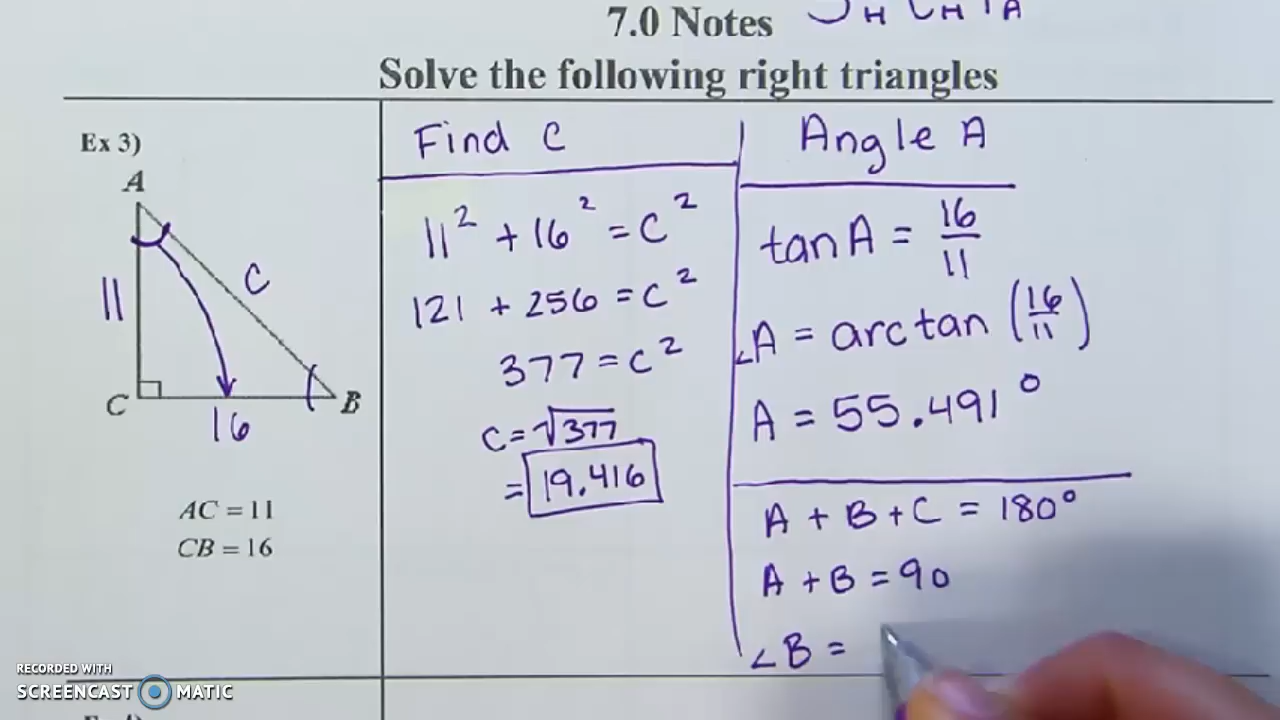 7.0 Notes
Solve the following right triangles
Ex 3)
A
11
c
C
16
B
AC = 11
CB = 16
Find C
11² + 16² = c²
121 + 256 = c²
377 = c²
c = √377
= 19.416
Angle A
tan A = 16/11
∠A = arctan (16/11)
A = 55.491°
A + B + C = 180°
A + B = 90
∠B =
RECORDED WITH
SCREENCAST MATIC